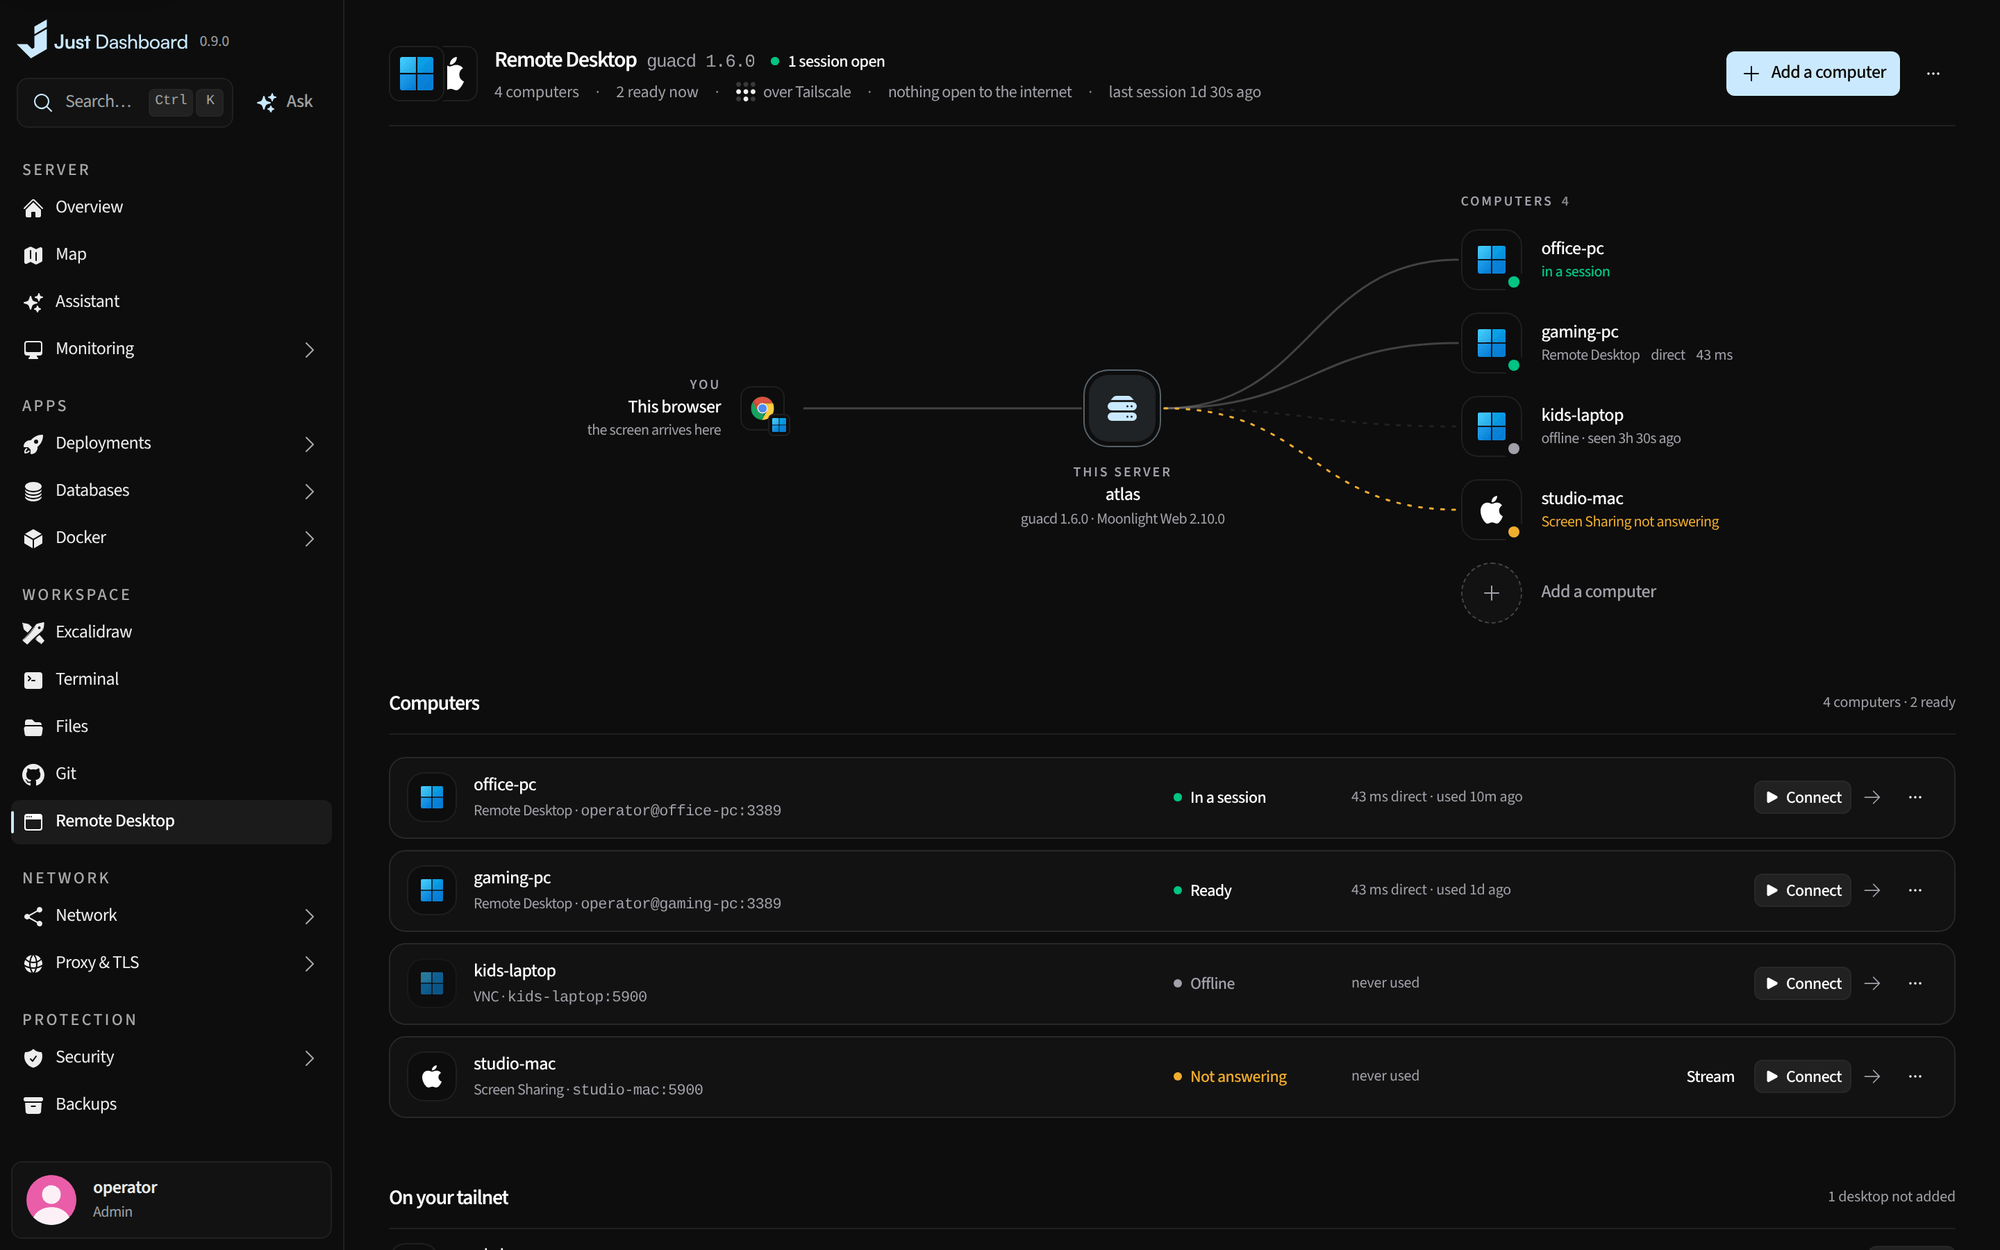 Just Dashboard 0.9.0
Search… Ctrl K Ask
SERVER
Overview
Map
Assistant
Monitoring
APPS
Deployments
Databases
Docker
WORKSPACE
Excalidraw
Terminal
Files
Git
Remote Desktop
NETWORK
Network
Proxy & TLS
PROTECTION
Security
Backups
operator
Admin
Remote Desktop guacd 1.6.0 1 session open
4 computers · 2 ready now · over Tailscale · nothing open to the internet · last session 1d 30s ago
Add a computer
YOU
This browser
the screen arrives here
THIS SERVER
atlas
guacd 1.6.0 · Moonlight Web 2.10.0
COMPUTERS 4
office-pc
in a session
gaming-pc
Remote Desktop direct 43 ms
kids-laptop
offline · seen 3h 30s ago
studio-mac
Screen Sharing not answering
Add a computer
Computers
4 computers · 2 ready
office-pc
Remote Desktop · operator@office-pc:3389
In a session
43 ms direct · used 10m ago
Connect
gaming-pc
Remote Desktop · operator@gaming-pc:3389
Ready
43 ms direct · used 1d ago
Connect
kids-laptop
VNC · kids-laptop:5900
Offline
never used
Connect
studio-mac
Screen Sharing · studio-mac:5900
Not answering
never used
Stream
Connect
On your tailnet
1 desktop not added